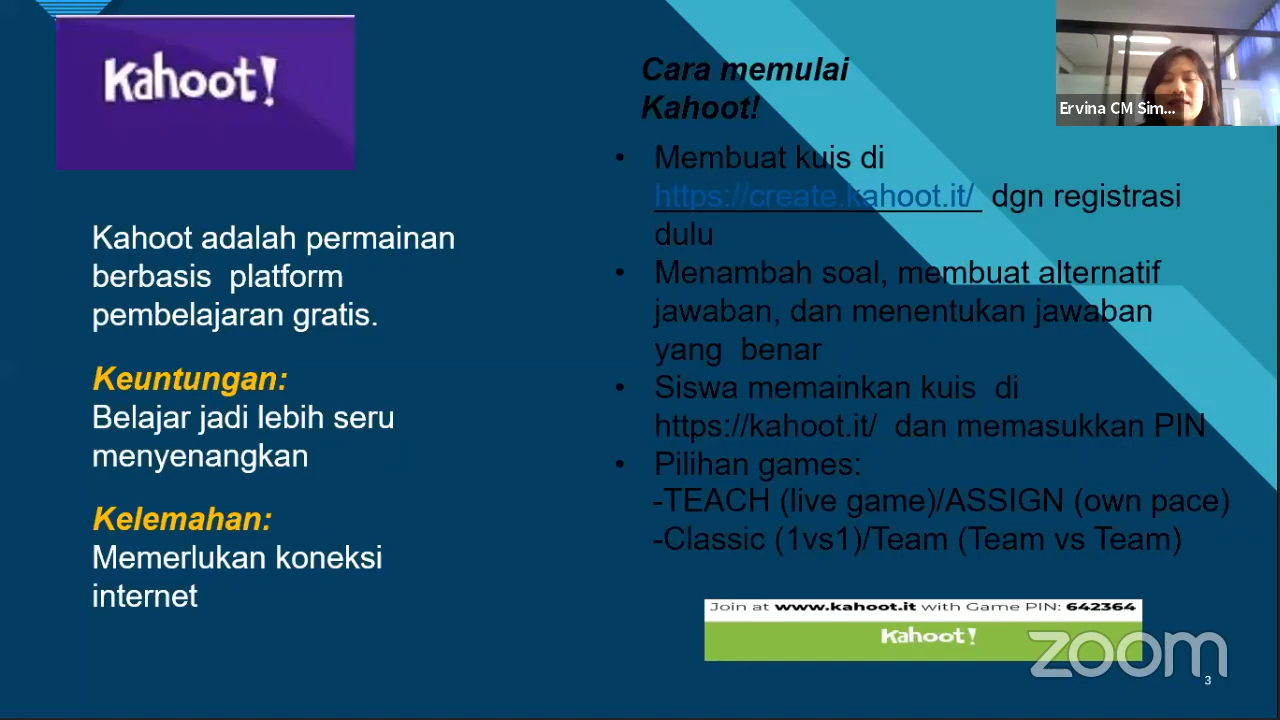 Kahoot!
Kahoot adalah permainan
berbasis platform
pembelajaran gratis.
Keuntungan:
Belajar jadi lebih seru
menyenangkan
Kelemahan:
Memerlukan koneksi
internet
Cara memulai
Kahoot!
• Membuat kuis di
https://create.kahoot.it/ dgn registrasi
dulu
• Menambah soal, membuat alternatif
jawaban, dan menentukan jawaban
yang benar
• Siswa memainkan kuis di
https://kahoot.it/ dan memasukkan PIN
• Pilihan games:
-TEACH (live game)/ASSIGN (own pace)
-Classic (1vs1)/Team (Team vs Team)
Join at www.kahoot.it with Game PIN: 642364
Kahoot!
zoom
3
Ervina CM Sim...